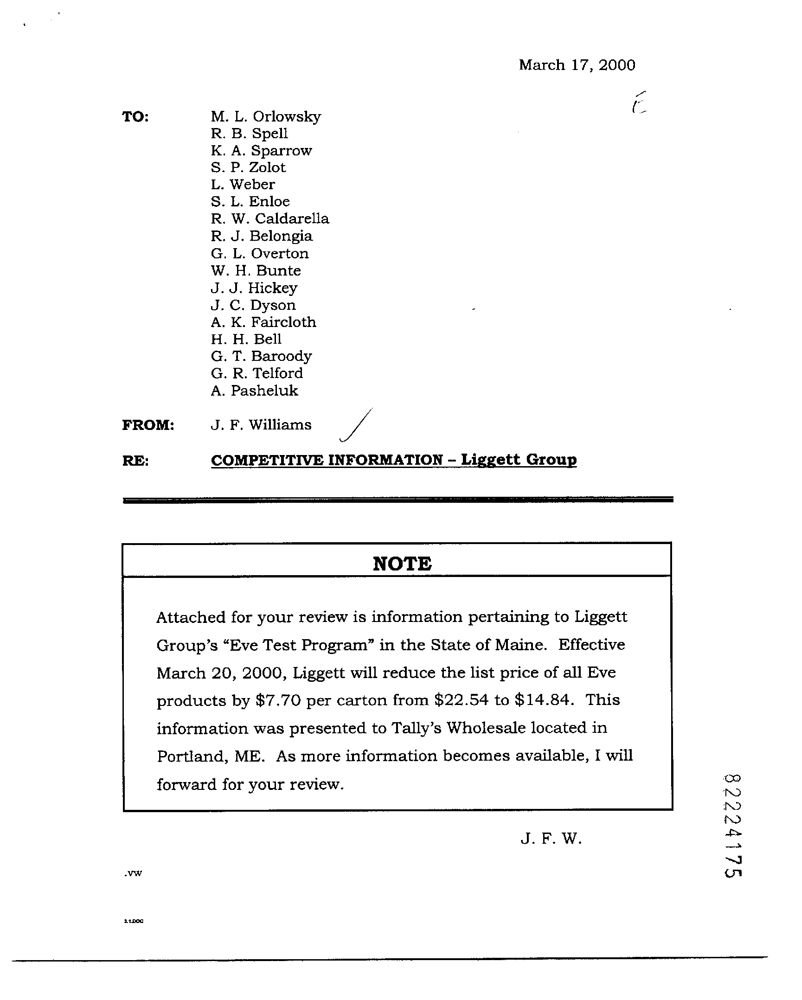 March 17, 2000
TO: M. L. Orlowsky
R. B. Spell
K. A. Sparrow
S. P. Zolot
L. Weber
S. L. Enloe
R. W. Caldarella
R. J. Belongia
G. L. Overton
W. H. Bunte
J. J. Hickey
J. C. Dyson
A. K. Faircloth
H. H. Bell
G. T. Baroody
G. R. Telford
A. Pasheluk
FROM: J. F. Williams
RE: COMPETITIVE INFORMATION – Liggett Group
NOTE
Attached for your review is information pertaining to Liggett
Group's "Eve Test Program" in the State of Maine. Effective
March 20, 2000, Liggett will reduce the list price of all Eve
products by $7.70 per carton from $22.54 to $14.84. This
information was presented to Tally's Wholesale located in
Portland, ME. As more information becomes available, I will
forward for your review.
J. F. W.
.vw
82224175